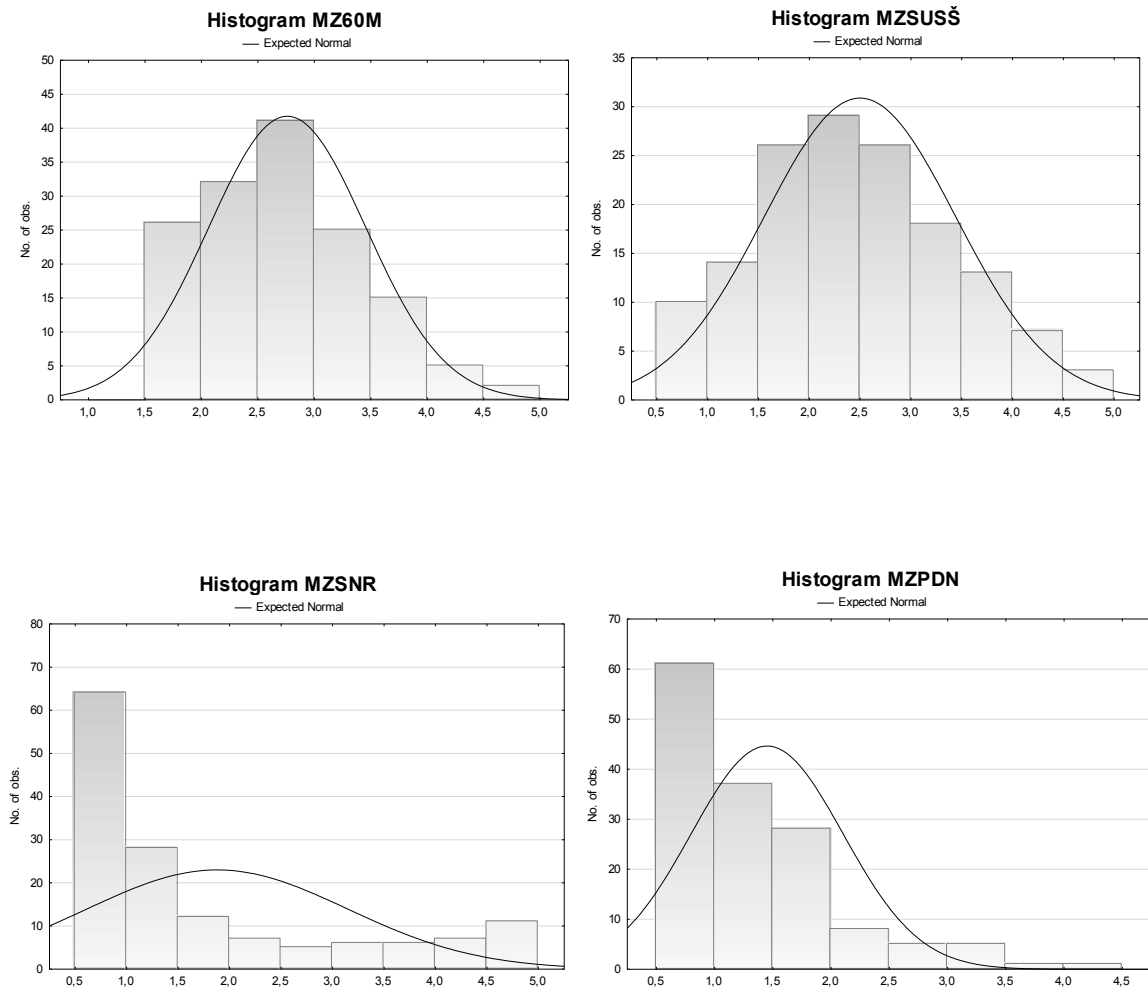 Histogram MZ60M
— Expected Normal
50
45
40
35
30
25
20
15
10
5
0
No. of obs.
1,0 1,5 2,0 2,5 3,0 3,5 4,0 4,5 5,0
Histogram MZSUSŠ
— Expected Normal
35
30
25
20
15
10
5
0
No. of obs.
0,5 1,0 1,5 2,0 2,5 3,0 3,5 4,0 4,5 5,0
Histogram MZSNR
— Expected Normal
80
70
60
50
40
30
20
10
0
No. of obs.
0,5 1,0 1,5 2,0 2,5 3,0 3,5 4,0 4,5 5,0
Histogram MZPDN
— Expected Normal
70
60
50
40
30
20
10
0
No. of obs.
0,5 1,0 1,5 2,0 2,5 3,0 3,5 4,0 4,5